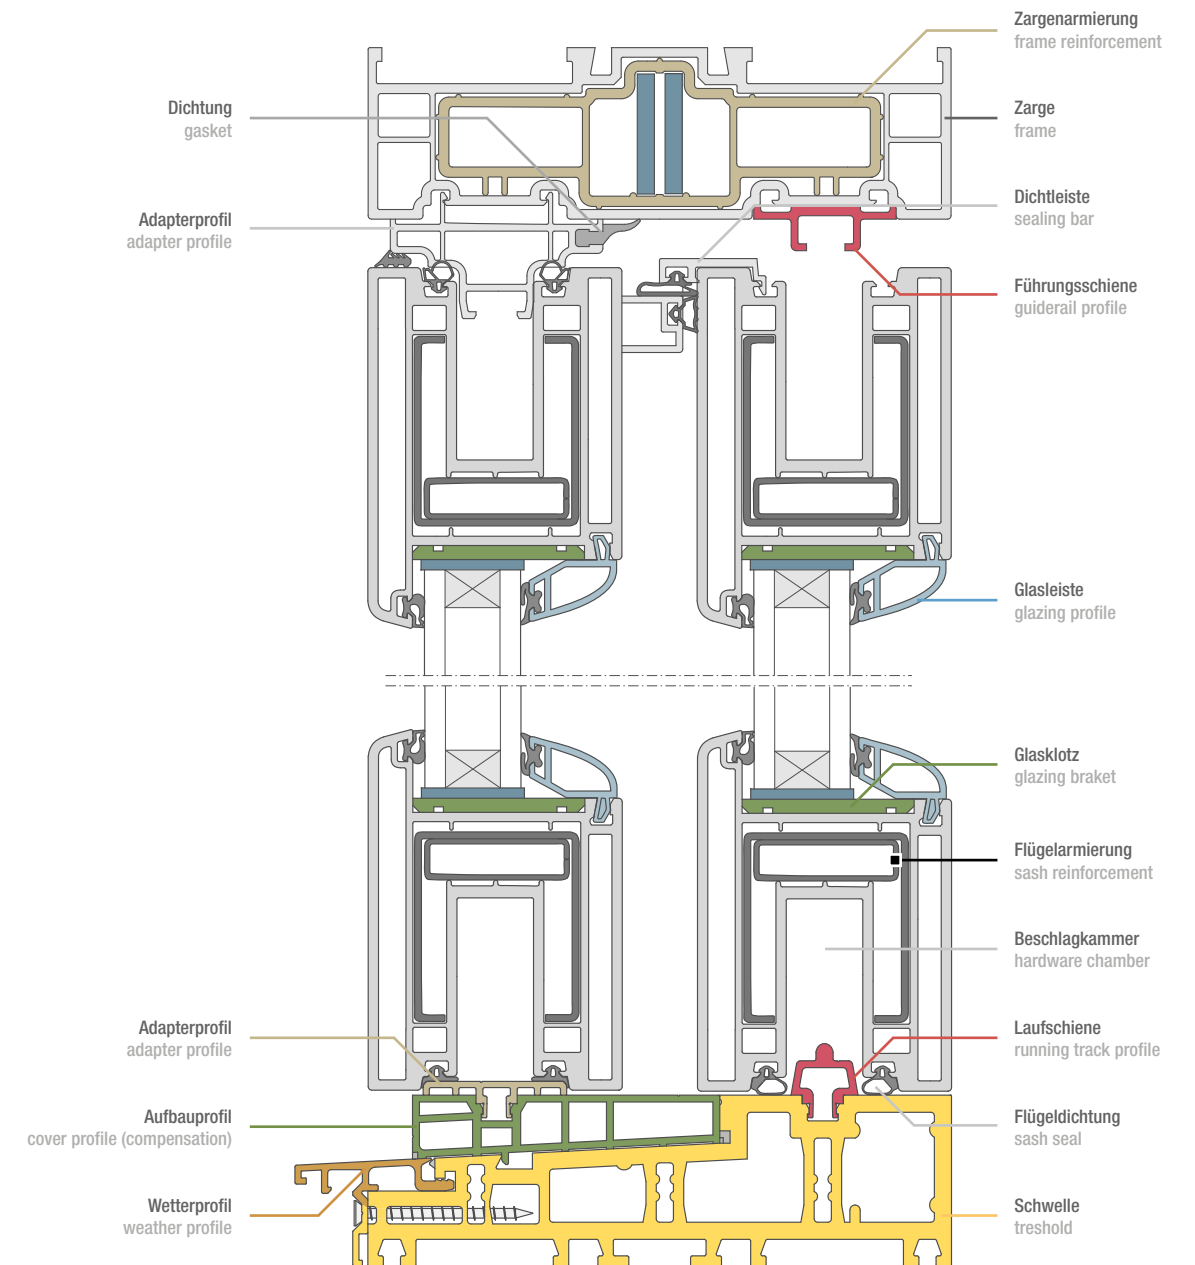 Zargenarmierung
frame reinforcement
Dichtung
gasket
Zarge
frame
Adapterprofil
adapter profile
Dichtleiste
sealing bar
Führungsschiene
guiderail profile
Glasleiste
glazing profile
Glasklotz
glazing braket
Flügelarmierung
sash reinforcement
Beschlagkammer
hardware chamber
Adapterprofil
adapter profile
Laufschiene
running track profile
Aufbauprofil
cover profile (compensation)
Flügeldichtung
sash seal
Wetterprofil
weather profile
Schwelle
treshold